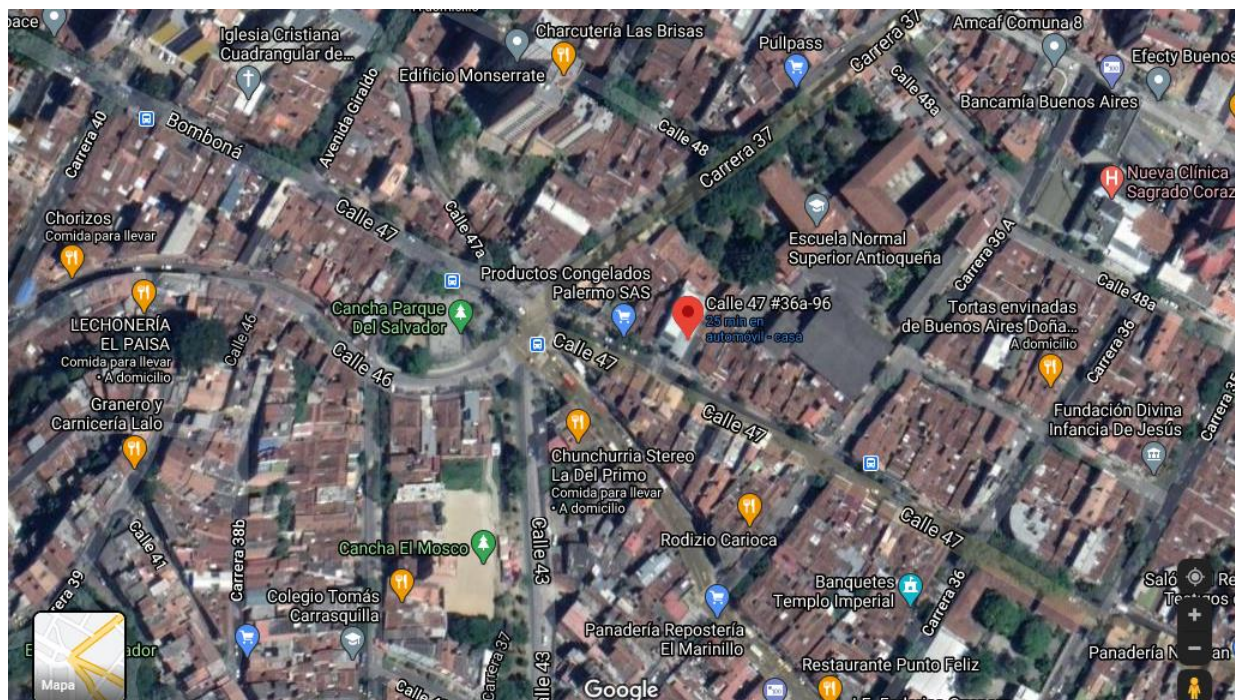 pace
Iglesia Cristiana
Cuadrangular de...
Charcutería Las Brisas
Edificio Monserrate
Pullpass
Carrera 37
Amcaf Comuna 8
Efecty Buenos
Bancamía Buenos Aires
Calle 48a
Carrera 40
Bomboná
Avenida Giraldo
Calle 48
Carrera 37
Nueva Clínica
Sagrado Coraz
Chorizos
Comida para llevar
Calle 47
Calle 47a
Escuela Normal
Superior Antioqueña
Carrera 36 A
Calle 48a
Productos Congelados
Palermo SAS
Calle 47 #36a-96
25 min en
automóvil - casa
Cancha Parque
Del Salvador
Tortas envinadas
de Buenos Aires Doña...
A domicilio
Carrera 36
LECHONERÍA
EL PAISA
Comida para llevar
• A domicilio
Calle 46
Calle 46
Calle 47
Carrera 35
Granero y
Carnicería Lalo
Calle 47
Fundación Divina
Infancia De Jesús
Chunchurria Stereo
La Del Primo
Comida para llevar
• A domicilio
Calle 41
Carrera 38b
Cancha El Mosco
Calle 43
Rodizio Carioca
Calle 47
rera 39
Colegio Tomás
Carrasquilla
Banquetes
Templo Imperial
Carrera 36
Panadería Repostería
El Marinillo
Carrera 37
alle 43
Restaurante Punto Feliz
Mapa
Google